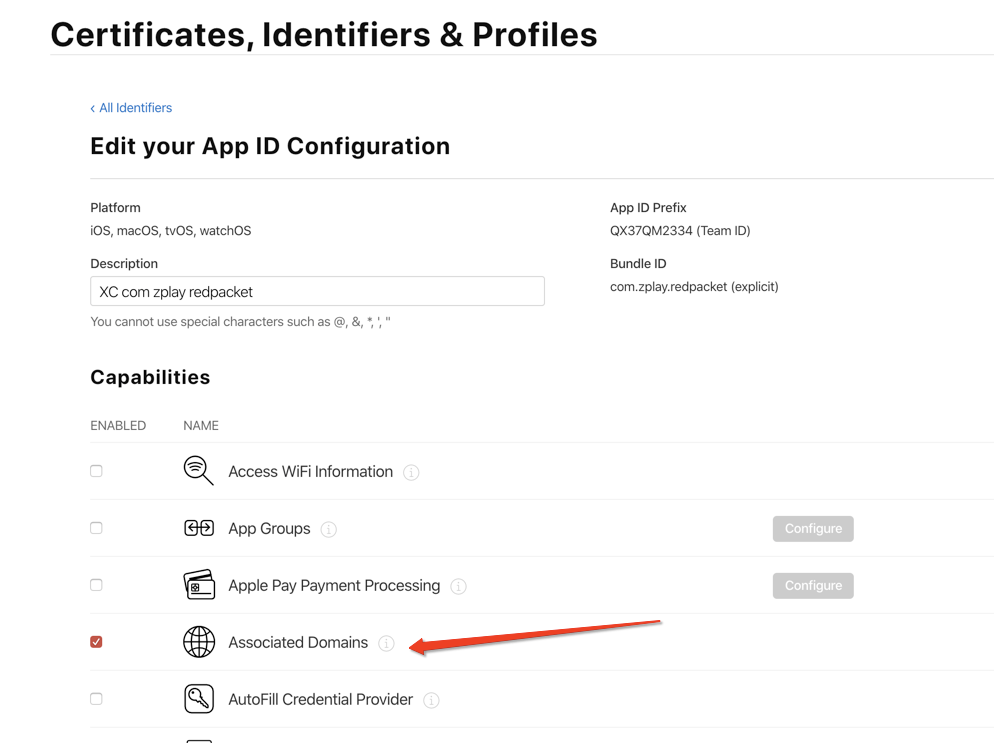 Certificates, Identifiers & Profiles
‹ All Identifiers
Edit your App ID Configuration
Platform
iOS, macOS, tvOS, watchOS
App ID Prefix
QX37QM2334 (Team ID)
Description
XC com zplay redpacket
You cannot use special characters such as @, &, *, ', "
Bundle ID
com.zplay.redpacket (explicit)
Capabilities
ENABLED NAME
Access WiFi Information
App Groups Configure
Apple Pay Payment Processing Configure
Associated Domains
AutoFill Credential Provider